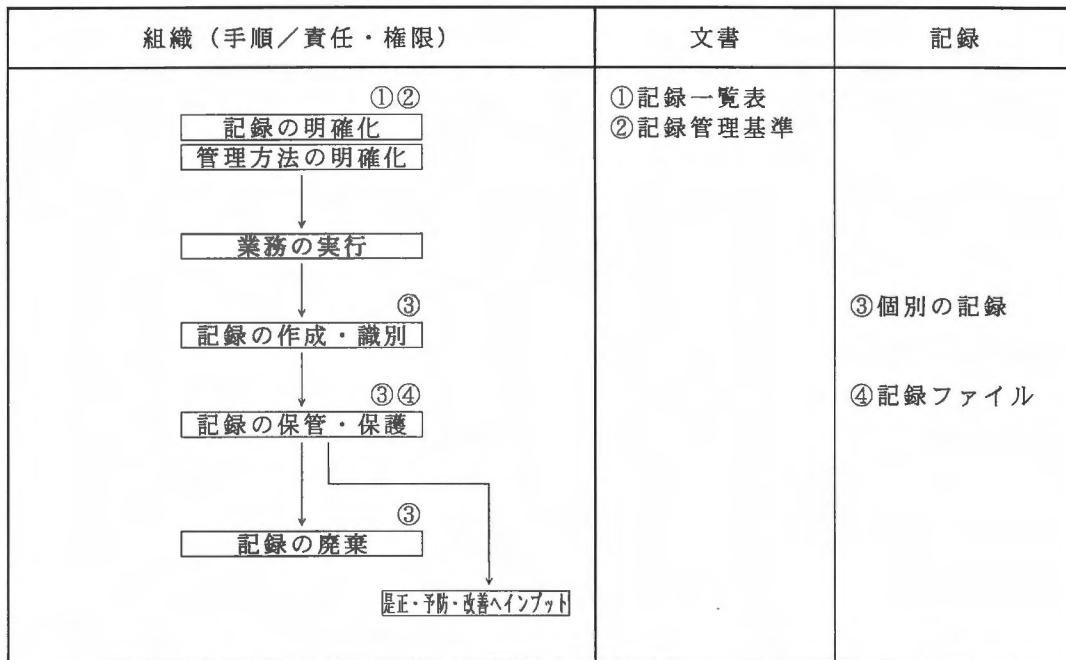 組織（手順／責任・権限）
文書
記録
①②
記録の明確化
管理方法の明確化
業務の実行
③
記録の作成・識別
③④
記録の保管・保護
③
記録の廃棄
是正・予防・改善へインプット
①記録一覧表
②記録管理基準
③個別の記録
④記録ファイル